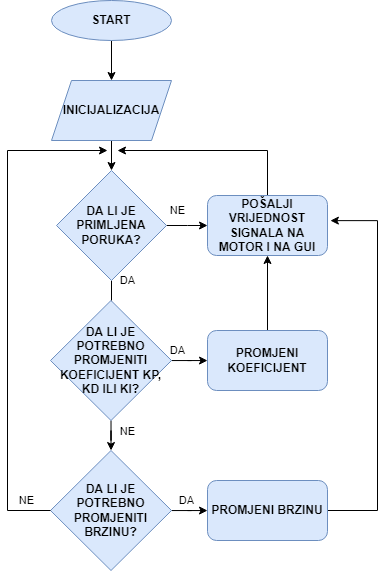 START
INICIJALIZACIJA
DA LI JE
PRIMLJENA
PORUKA?
NE
POŠALJI
VRIJEDNOST
SIGNALA NA
MOTOR I NA GUI
DA
DA LI JE
POTREBNO
PROMJENITI
KOEFICIJENT KP,
KD ILI KI?
DA
PROMJENI
KOEFICIJENT
NE
DA LI JE
POTREBNO
PROMJENITI
BRZINU?
NE
DA
PROMJENI BRZINU